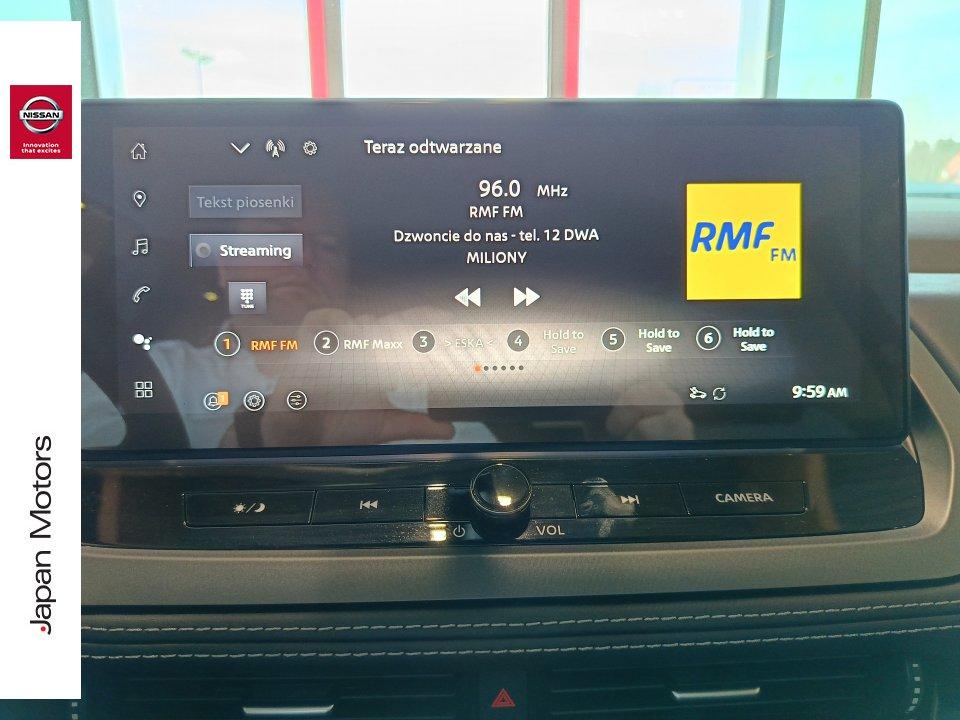 NISSAN
Innovation
that excites
Japan Motors
Teraz odtwarzane
Tekst piosenki
Streaming
TUNE
96.0 MHz
RMF FM
Dzwoncie do nas - tel. 12 DWA
MILIONY
RMF
FM
1 RMF FM
2 RMF Maxx
3 > ESKA <
4 Hold to
Save
5 Hold to
Save
6 Hold to
Save
9:59 AM
VOL
CAMERA